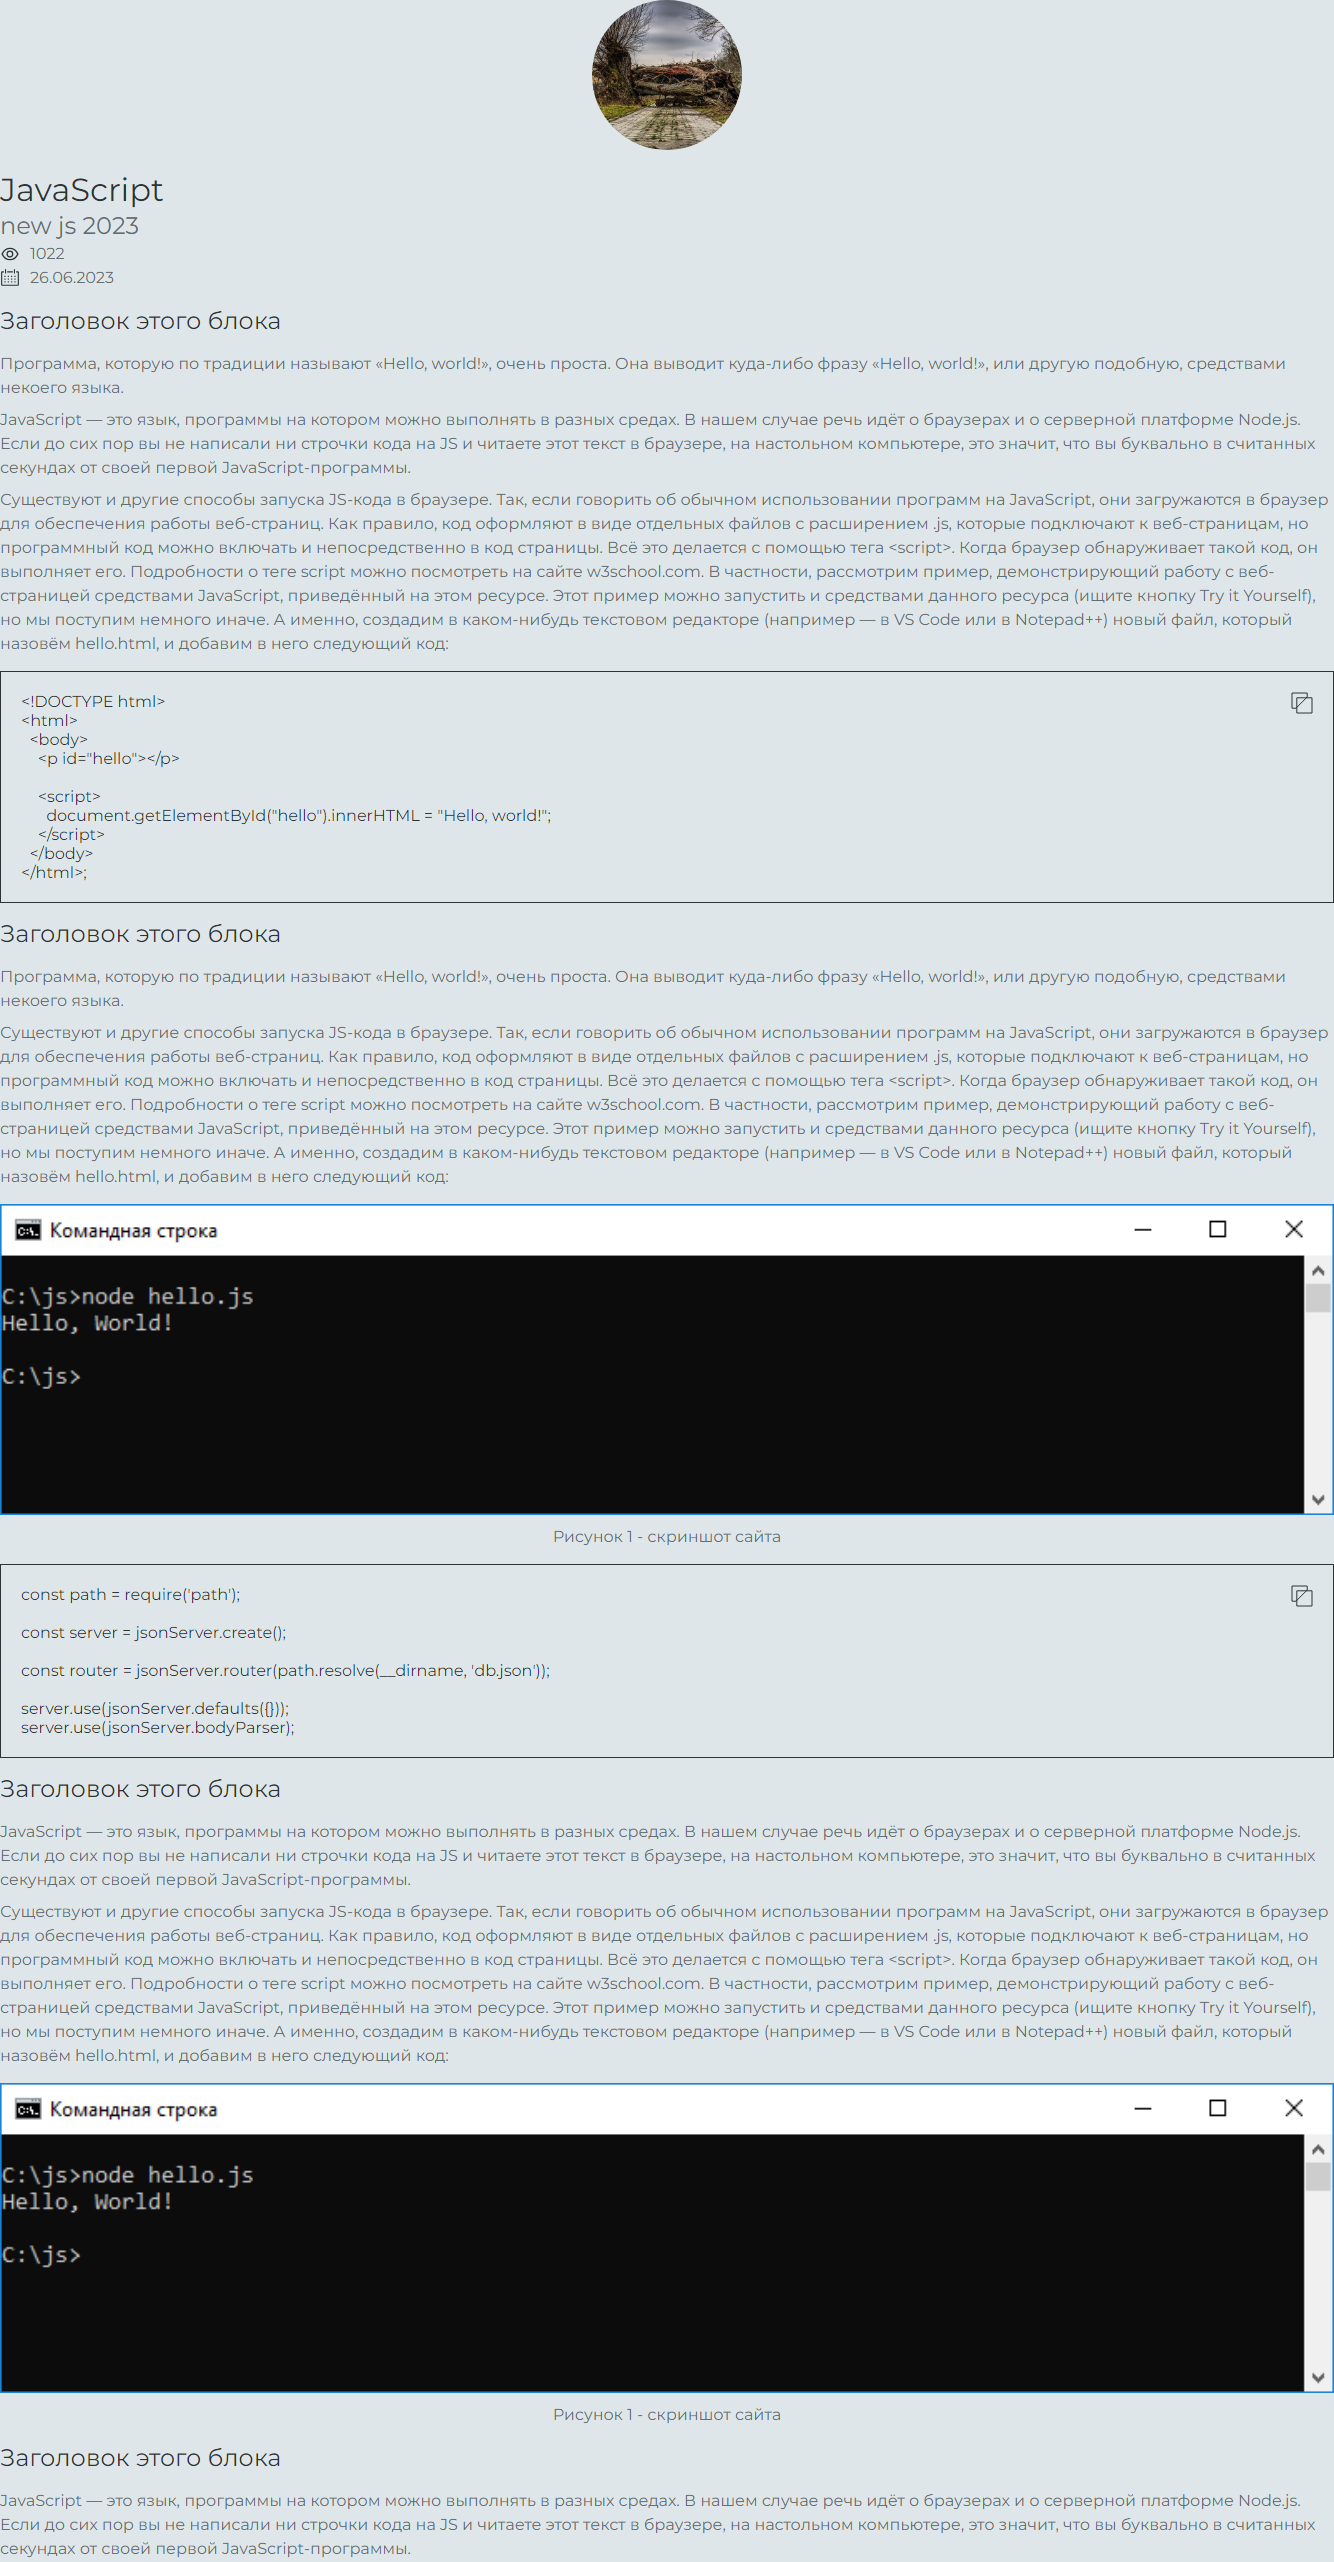 JavaScript
new js 2023
1022
26.06.2023
Заголовок этого блока
Программа, которую по традиции называют «Hello, world!», очень проста. Она выводит куда-либо фразу «Hello, world!», или другую подобную, средствами
некоего языка.
JavaScript — это язык, программы на котором можно выполнять в разных средах. В нашем случае речь идёт о браузерах и о серверной платформе Node.js.
Если до сих пор вы не написали ни строчки кода на JS и читаете этот текст в браузере, на настольном компьютере, это значит, что вы буквально в считанных
секундах от своей первой JavaScript-программы.
Существуют и другие способы запуска JS-кода в браузере. Так, если говорить об обычном использовании программ на JavaScript, они загружаются в браузер
для обеспечения работы веб-страниц. Как правило, код оформляют в виде отдельных файлов с расширением .js, которые подключают к веб-страницам, но
программный код можно включать и непосредственно в код страницы. Всё это делается с помощью тега <script>. Когда браузер обнаруживает такой код, он
выполняет его. Подробности о теге script можно посмотреть на сайте w3school.com. В частности, рассмотрим пример, демонстрирующий работу с веб-
страницей средствами JavaScript, приведённый на этом ресурсе. Этот пример можно запустить и средствами данного ресурса (ищите кнопку Try it Yourself),
но мы поступим немного иначе. А именно, создадим в каком-нибудь текстовом редакторе (например — в VS Code или в Notepad++) новый файл, который
назовём hello.html, и добавим в него следующий код:
<!DOCTYPE html>
<html>
<body>
<p id="hello"></p>
<script>
document.getElementById("hello").innerHTML = "Hello, world!";
</script>
</body>
</html>;
Заголовок этого блока
Программа, которую по традиции называют «Hello, world!», очень проста. Она выводит куда-либо фразу «Hello, world!», или другую подобную, средствами
некоего языка.
Существуют и другие способы запуска JS-кода в браузере. Так, если говорить об обычном использовании программ на JavaScript, они загружаются в браузер
для обеспечения работы веб-страниц. Как правило, код оформляют в виде отдельных файлов с расширением .js, которые подключают к веб-страницам, но
программный код можно включать и непосредственно в код страницы. Всё это делается с помощью тега <script>. Когда браузер обнаруживает такой код, он
выполняет его. Подробности о теге script можно посмотреть на сайте w3school.com. В частности, рассмотрим пример, демонстрирующий работу с веб-
страницей средствами JavaScript, приведённый на этом ресурсе. Этот пример можно запустить и средствами данного ресурса (ищите кнопку Try it Yourself),
но мы поступим немного иначе. А именно, создадим в каком-нибудь текстовом редакторе (например — в VS Code или в Notepad++) новый файл, который
назовём hello.html, и добавим в него следующий код:
C:\. Командная строка
C:\js>node hello.js
Hello, World!
C:\js>
Рисунок 1 - скриншот сайта
const path = require('path');
const server = jsonServer.create();
const router = jsonServer.router(path.resolve(__dirname, 'db.json'));
server.use(jsonServer.defaults({}));
server.use(jsonServer.bodyParser);
Заголовок этого блока
JavaScript — это язык, программы на котором можно выполнять в разных средах. В нашем случае речь идёт о браузерах и о серверной платформе Node.js.
Если до сих пор вы не написали ни строчки кода на JS и читаете этот текст в браузере, на настольном компьютере, это значит, что вы буквально в считанных
секундах от своей первой JavaScript-программы.
Существуют и другие способы запуска JS-кода в браузере. Так, если говорить об обычном использовании программ на JavaScript, они загружаются в браузер
для обеспечения работы веб-страниц. Как правило, код оформляют в виде отдельных файлов с расширением .js, которые подключают к веб-страницам, но
программный код можно включать и непосредственно в код страницы. Всё это делается с помощью тега <script>. Когда браузер обнаруживает такой код, он
выполняет его. Подробности о теге script можно посмотреть на сайте w3school.com. В частности, рассмотрим пример, демонстрирующий работу с веб-
страницей средствами JavaScript, приведённый на этом ресурсе. Этот пример можно запустить и средствами данного ресурса (ищите кнопку Try it Yourself),
но мы поступим немного иначе. А именно, создадим в каком-нибудь текстовом редакторе (например — в VS Code или в Notepad++) новый файл, который
назовём hello.html, и добавим в него следующий код:
C:\. Командная строка
C:\js>node hello.js
Hello, World!
C:\js>
Рисунок 1 - скриншот сайта
Заголовок этого блока
JavaScript — это язык, программы на котором можно выполнять в разных средах. В нашем случае речь идёт о браузерах и о серверной платформе Node.js.
Если до сих пор вы не написали ни строчки кода на JS и читаете этот текст в браузере, на настольном компьютере, это значит, что вы буквально в считанных
секундах от своей первой JavaScript-программы.